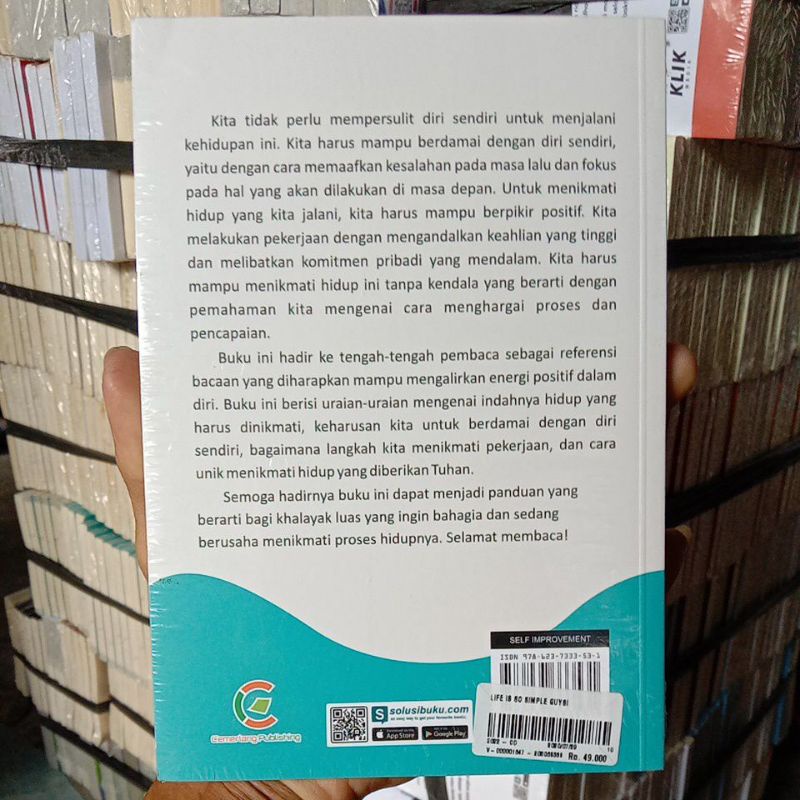 KLIK
MEDIA
Kita tidak perlu mempersulit diri sendiri untuk menjalani
kehidupan ini. Kita harus mampu berdamai dengan diri sendiri,
yaitu dengan cara memaafkan kesalahan pada masa lalu dan fokus
pada hal yang akan dilakukan di masa depan. Untuk menikmati
hidup yang kita jalani, kita harus mampu berpikir positif. Kita
melakukan pekerjaan dengan mengandalkan keahlian yang tinggi
dan melibatkan komitmen pribadi yang mendalam. Kita harus
mampu menikmati hidup ini tanpa kendala yang berarti dengan
pemahaman kita mengenai cara menghargai proses dan
pencapaian.
Buku ini hadir ke tengah-tengah pembaca sebagai referensi
bacaan yang diharapkan mampu mengalirkan energi positif dalam
diri. Buku ini berisi uraian-uraian mengenai indahnya hidup yang
harus dinikmati, keharusan kita untuk berdamai dengan diri
sendiri, bagaimana langkah kita menikmati pekerjaan, dan cara
unik menikmati hidup yang diberikan Tuhan.
Semoga hadirnya buku ini dapat menjadi panduan yang
berarti bagi khalayak luas yang ingin bahagia dan sedang
berusaha menikmati proses hidupnya. Selamat membaca!
SELF IMPROVEMENT
ISBN 978-623-7333-53-1
LIFE IS SO SIMPLE GUYS!
Rp. 49.000
Cemerlang Publishing
S solusibuku.com
App Store
Google Play